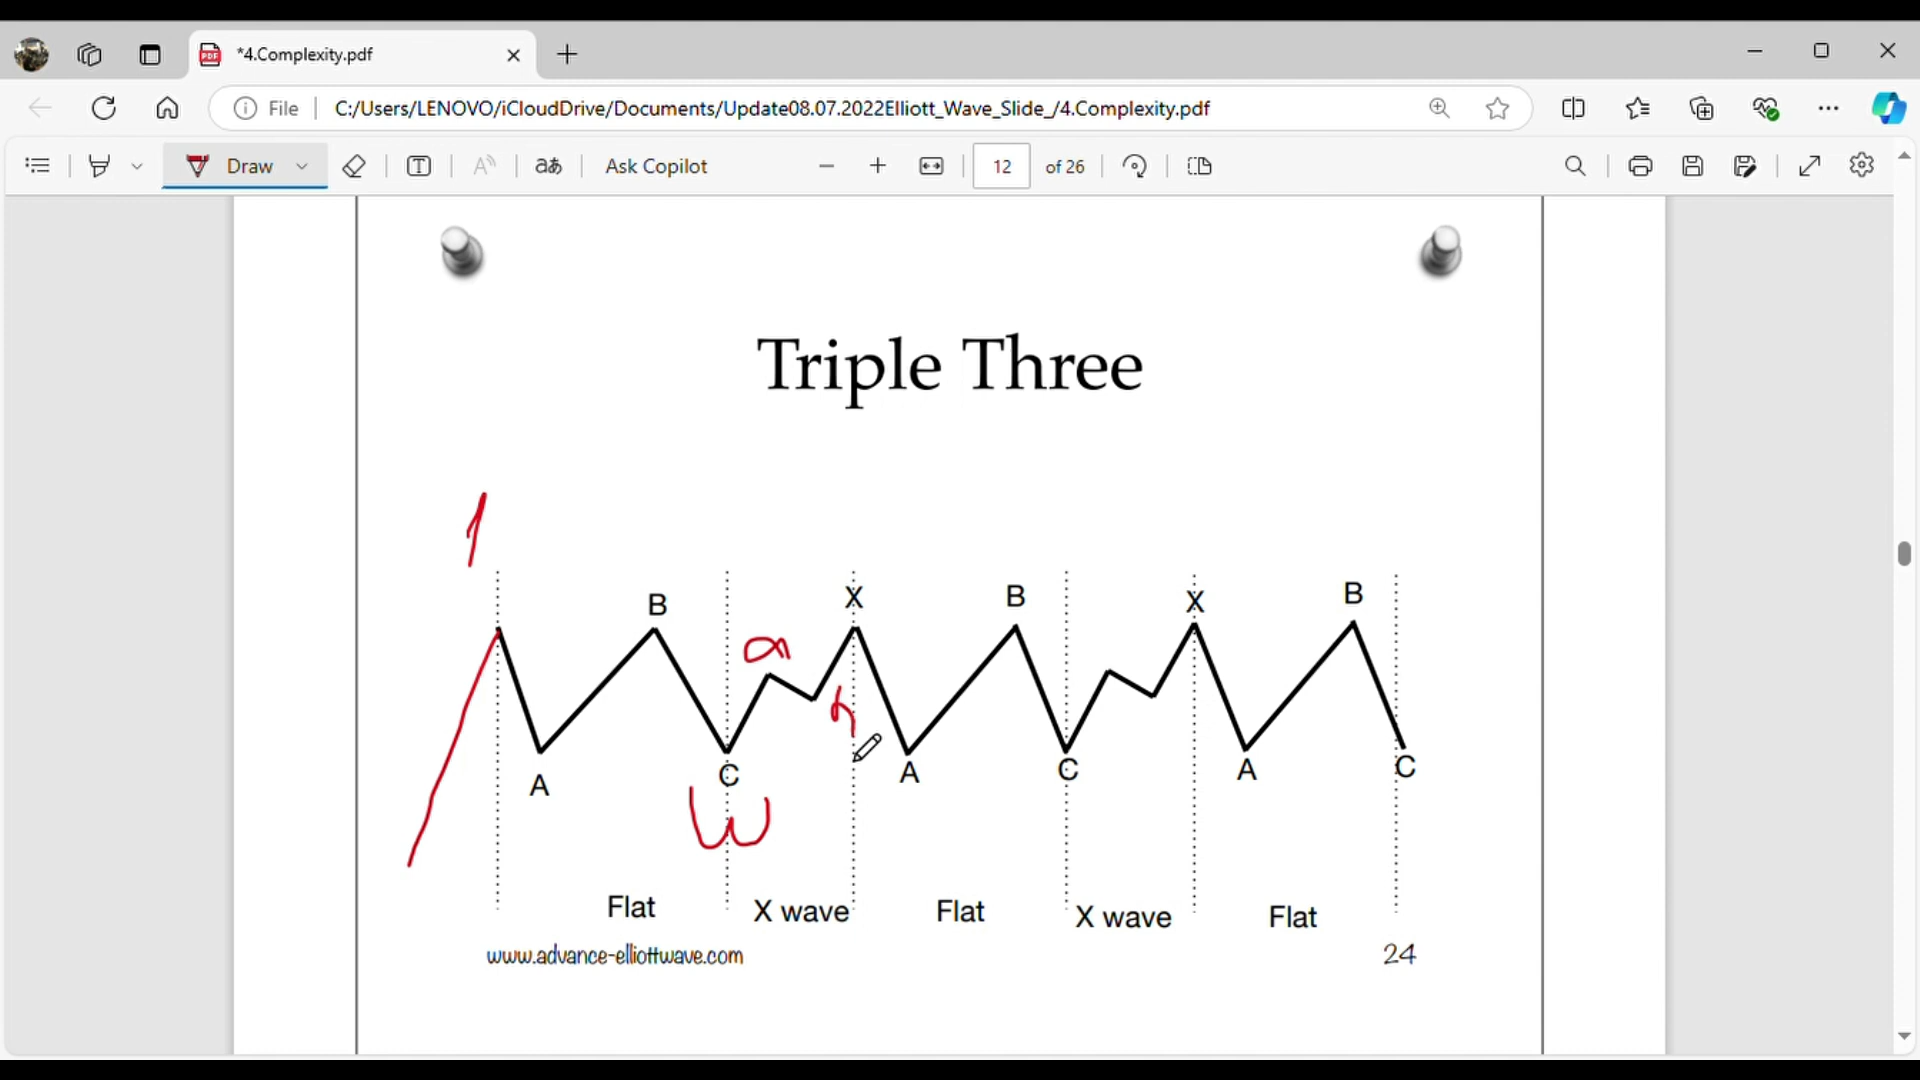 *4.Complexity.pdf
File C:/Users/LENOVO/iCloudDrive/Documents/Update08.07.2022Elliott_Wave_Slide_/4.Complexity.pdf
Draw Ask Copilot 12 of 26
Triple Three
1
B X B X B
a
A C A C A C
W
Flat X wave Flat X wave Flat
www.advance-elliottwave.com 24